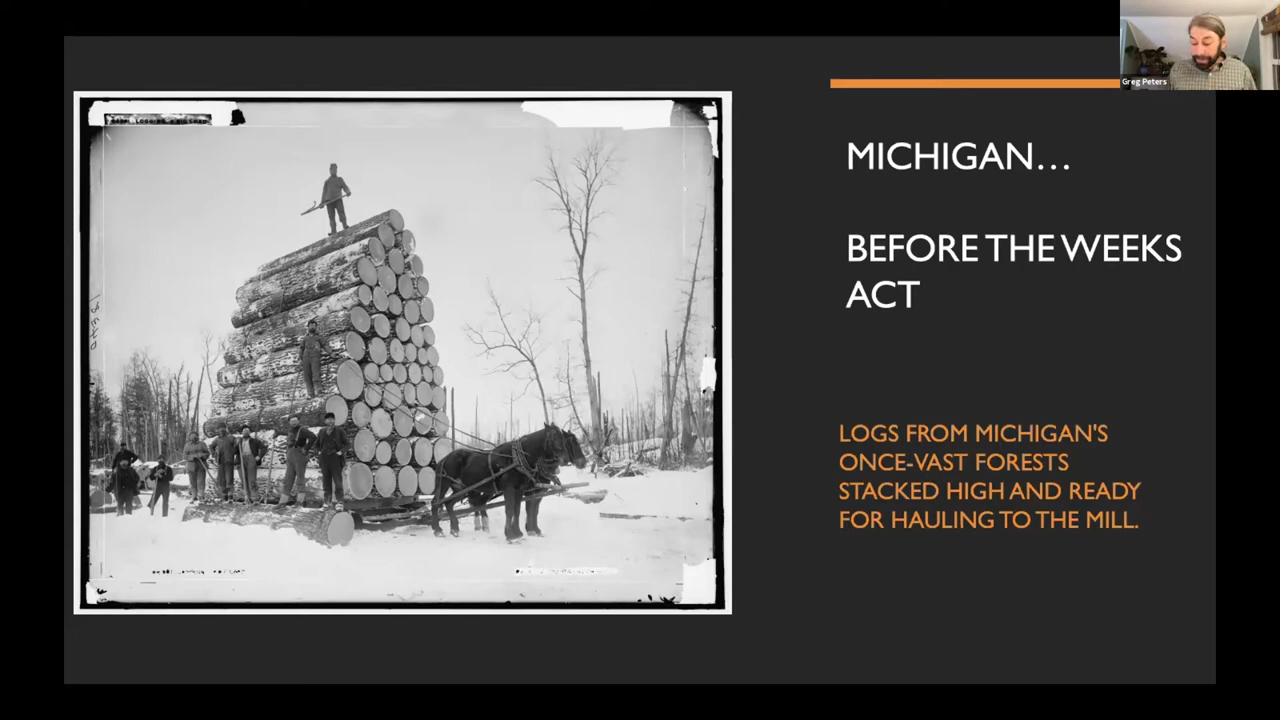 Greg Peters
MICHIGAN...
BEFORE THE WEEKS
ACT
LOGS FROM MICHIGAN'S
ONCE-VAST FORESTS
STACKED HIGH AND READY
FOR HAULING TO THE MILL.